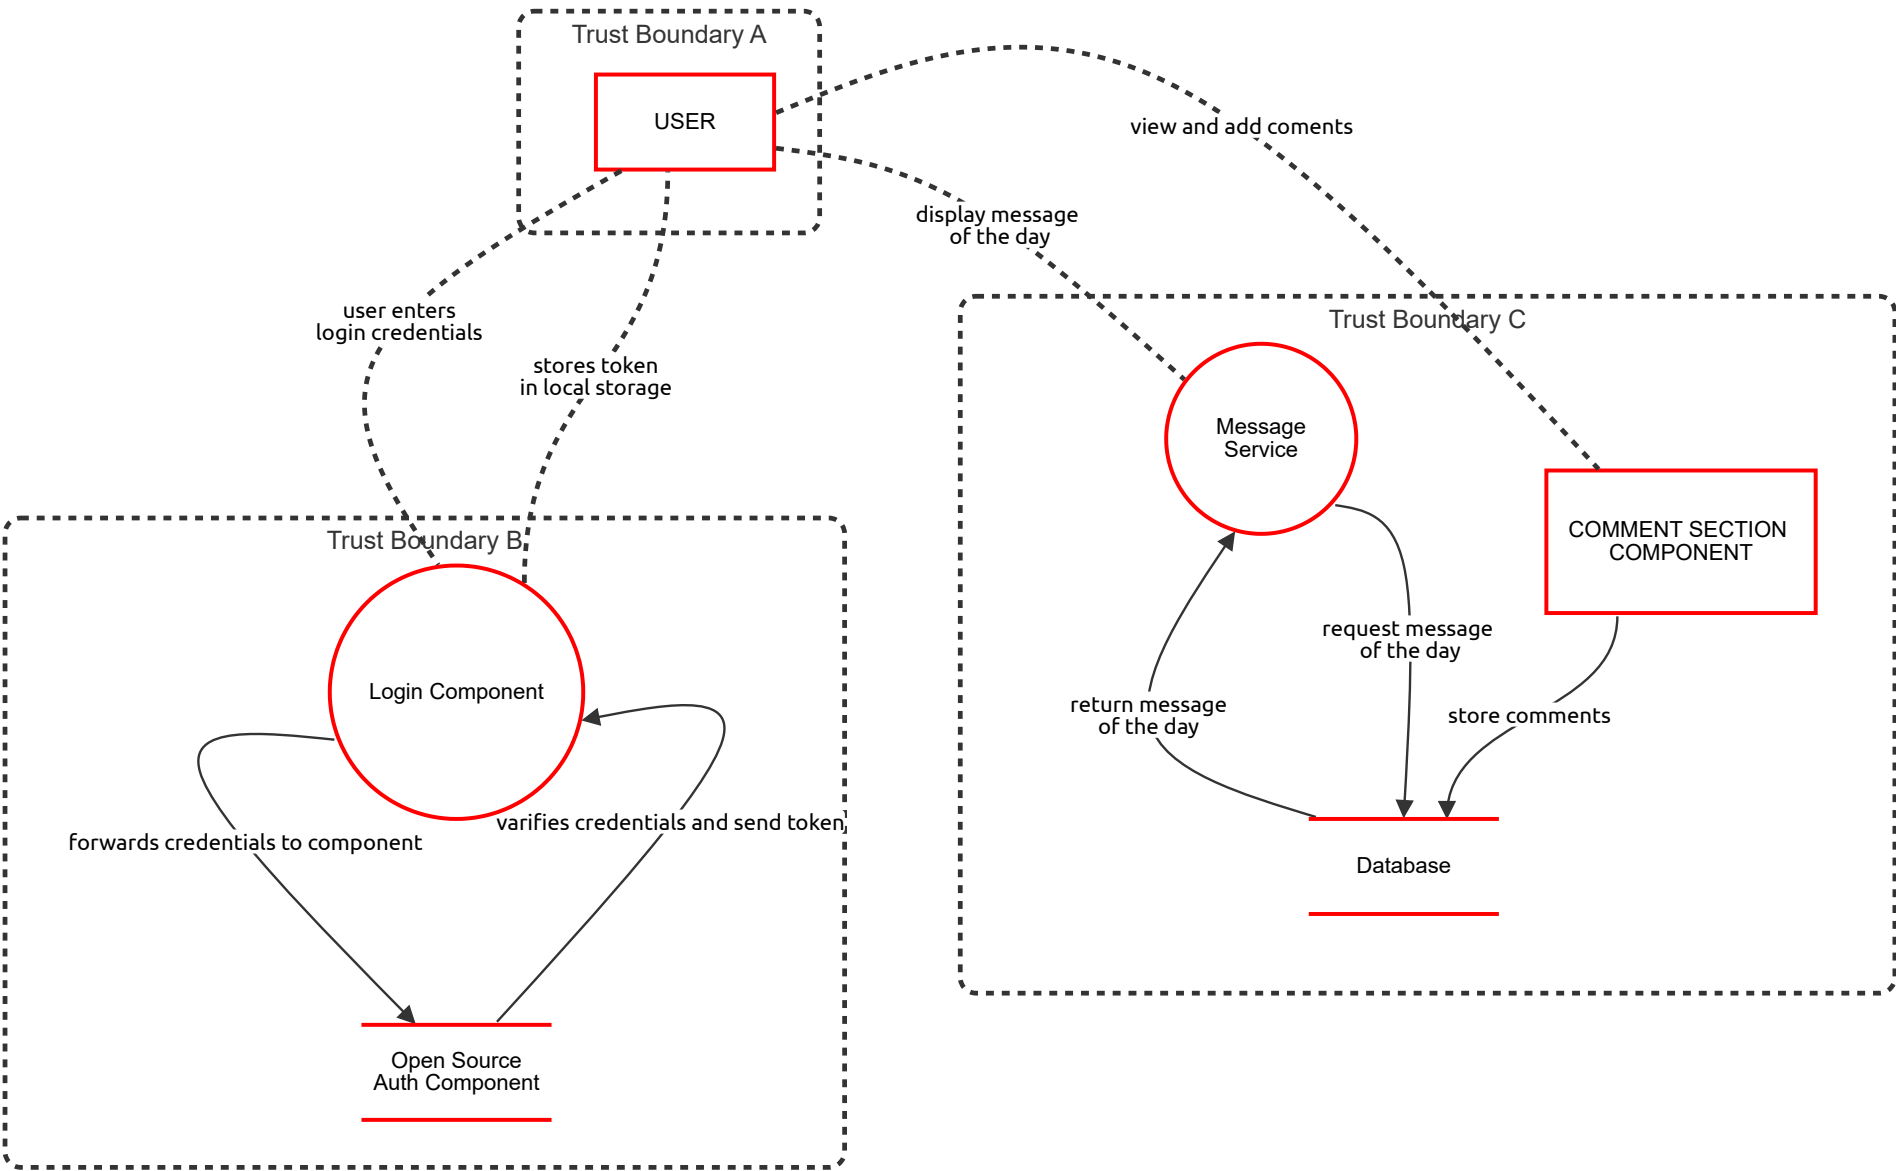 Trust Boundary A
USER
view and add coments
display message
of the day
user enters
login credentials
stores token
in local storage
Trust Boundary C
Message
Service
COMMENT SECTION
COMPONENT
Trust Boundary B
request message
of the day
Login Component
return message
of the day
store comments
varifies credentials and send token
forwards credentials to component
Database
Open Source
Auth Component